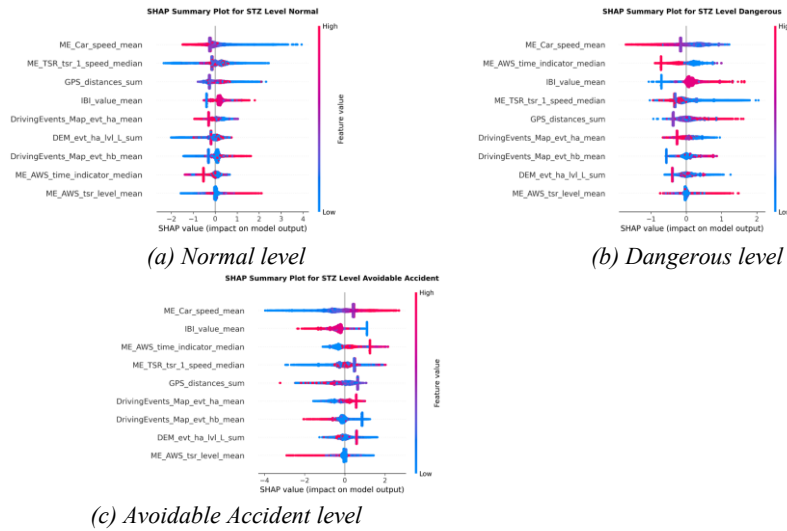 SHAP Summary Plot for STZ Level Normal
High
ME_Car_speed_mean
ME_TSR_tsr_1_speed_median
GPS_distances_sum
IBI_value_mean
DrivingEvents_Map_evt_ha_mean
DEM_evt_ha_lvl_L_sum
DrivingEvents_Map_evt_hb_mean
ME_AWS_time_indicator_median
ME_AWS_tsr_level_mean
Feature value
Low
−2 −1 0 1 2 3 4
SHAP value (impact on model output)
(a) Normal level
SHAP Summary Plot for STZ Level Dangerous
High
ME_Car_speed_mean
ME_AWS_time_indicator_median
IBI_value_mean
ME_TSR_tsr_1_speed_median
GPS_distances_sum
DrivingEvents_Map_evt_ha_mean
DrivingEvents_Map_evt_hb_mean
DEM_evt_ha_lvl_L_sum
ME_AWS_tsr_level_mean
Feature value
Low
−1 0 1 2
SHAP value (impact on model output)
(b) Dangerous level
SHAP Summary Plot for STZ Level Avoidable Accident
High
ME_Car_speed_mean
IBI_value_mean
ME_AWS_time_indicator_median
ME_TSR_tsr_1_speed_median
GPS_distances_sum
DrivingEvents_Map_evt_ha_mean
DrivingEvents_Map_evt_hb_mean
DEM_evt_ha_lvl_L_sum
ME_AWS_tsr_level_mean
Feature value
Low
−4 −2 0 2
SHAP value (impact on model output)
(c) Avoidable Accident level